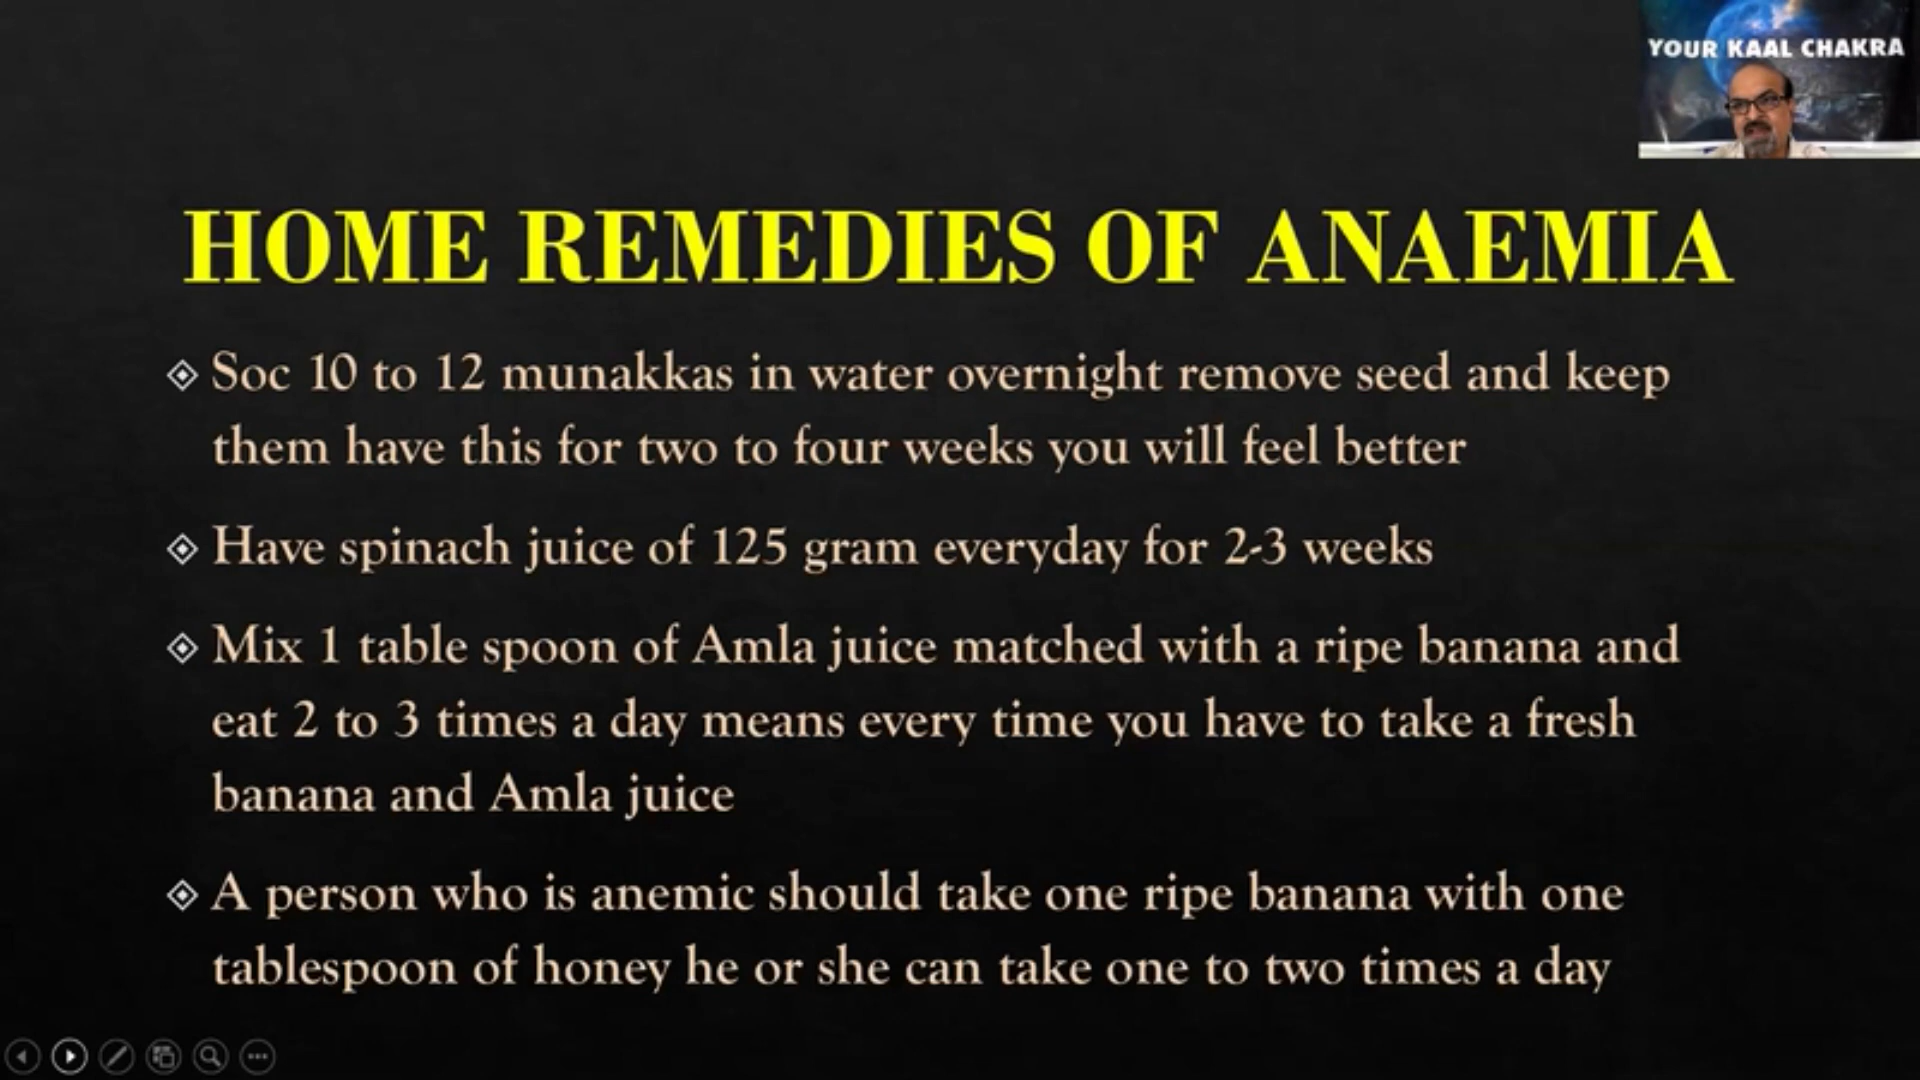 YOUR KAAL CHAKRA
HOME REMEDIES OF ANAEMIA
Soc 10 to 12 munakkas in water overnight remove seed and keep
them have this for two to four weeks you will feel better
Have spinach juice of 125 gram everyday for 2-3 weeks
Mix 1 table spoon of Amla juice matched with a ripe banana and
eat 2 to 3 times a day means every time you have to take a fresh
banana and Amla juice
A person who is anemic should take one ripe banana with one
tablespoon of honey he or she can take one to two times a day